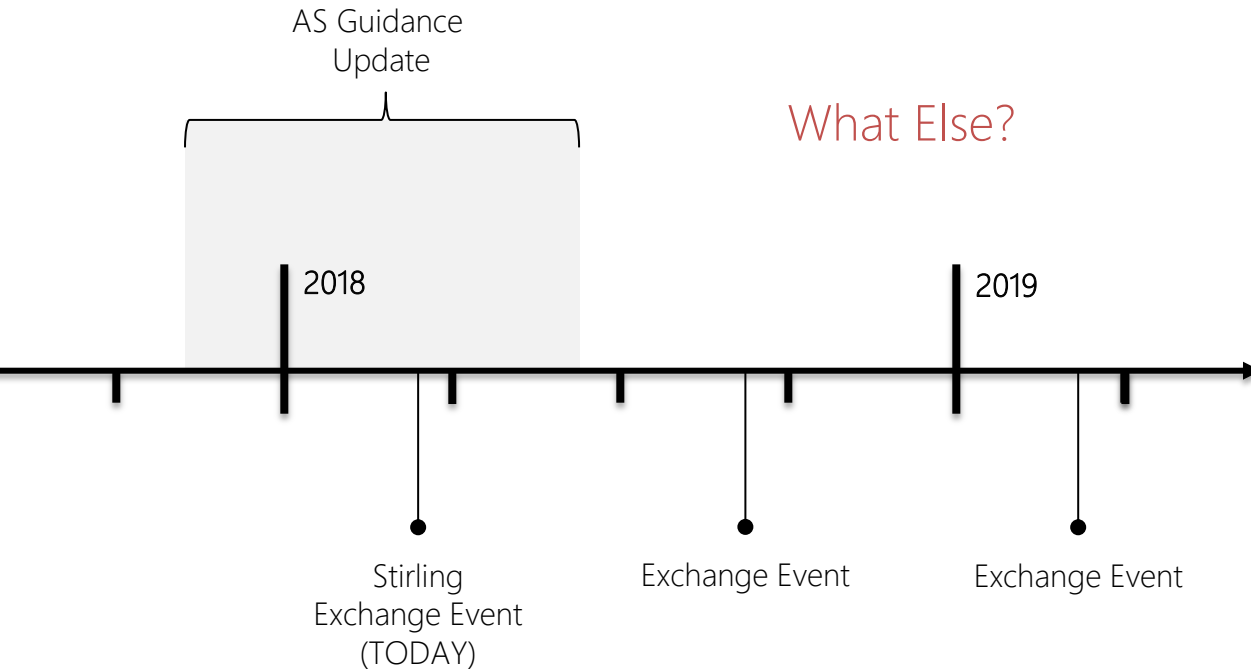 AS Guidance
Update
What Else?
2018
2019
Stirling
Exchange Event
(TODAY)
Exchange Event
Exchange Event